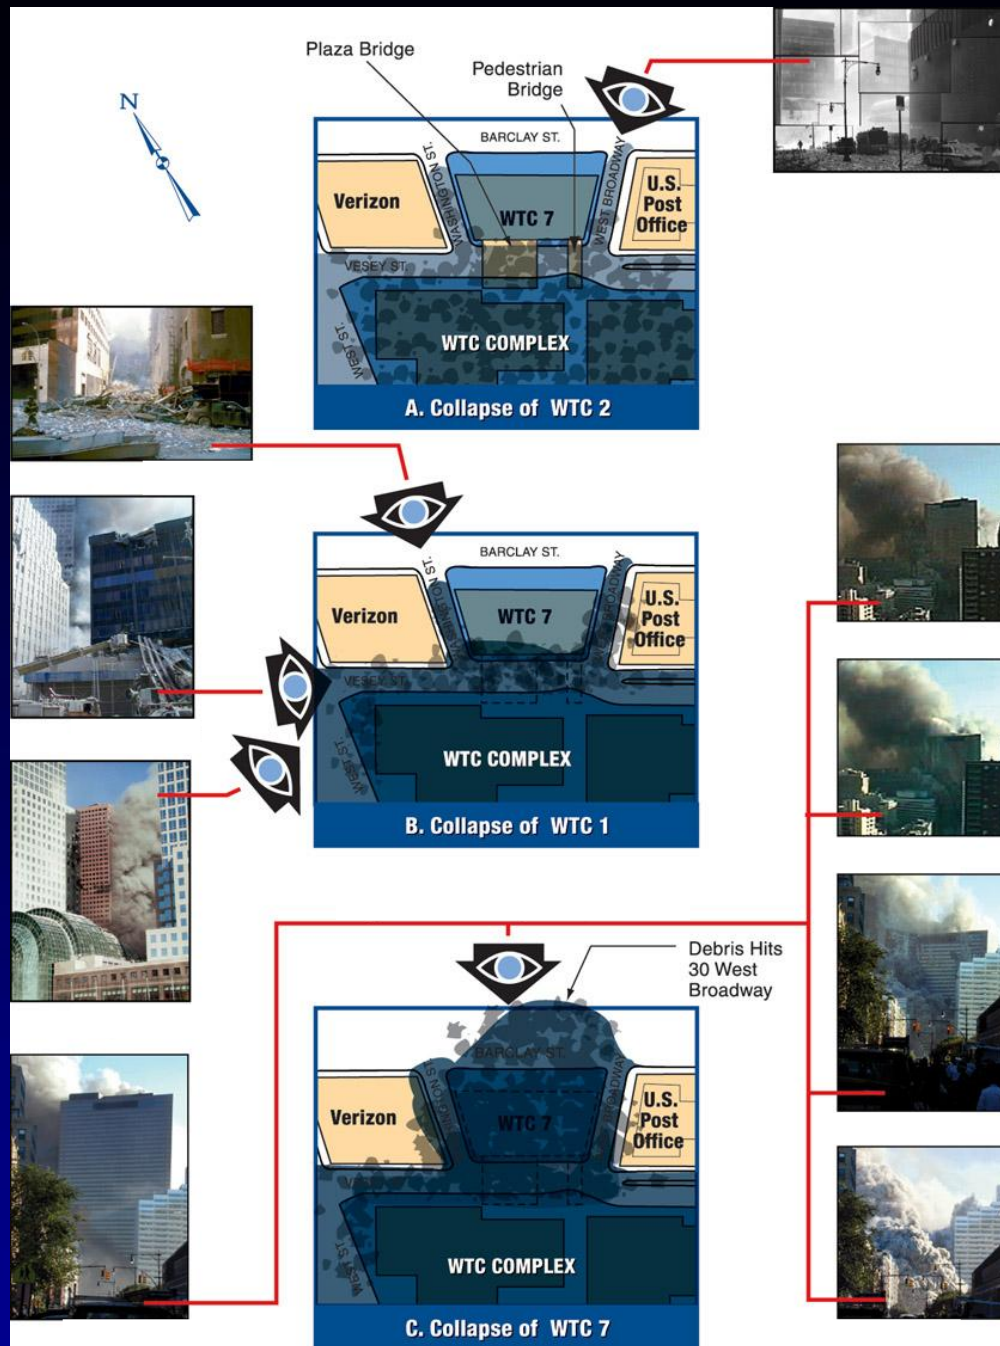 Plaza Bridge
Pedestrian
Bridge
N
BARCLAY ST.
WASHINGTON ST.
WEST BROADWAY
Verizon
WTC 7
U.S.
Post
Office
VESEY ST.
WEST ST.
WTC COMPLEX
A. Collapse of WTC 2
BARCLAY ST.
WASHINGTON ST.
BROADWAY
Verizon
WTC 7
U.S.
Post
Office
VESEY ST.
WEST ST.
WTC COMPLEX
B. Collapse of WTC 1
Debris Hits
30 West
Broadway
BARCLAY ST.
BROADWAY
Verizon
WTC 7
U.S.
Post
Office
WEST ST.
WTC COMPLEX
C. Collapse of WTC 7